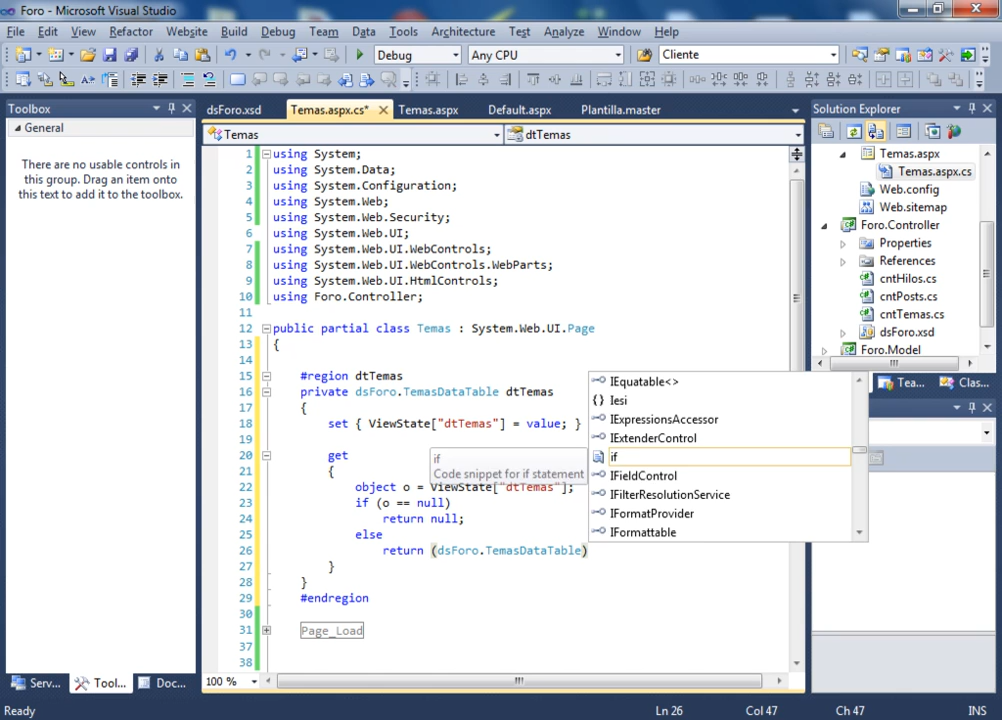 Foro - Microsoft Visual Studio
File Edit View Refactor Website Build Debug Team Data Tools Architecture Test Analyze Window Help
Debug Any CPU Cliente
Toolbox
General
There are no usable controls in
this group. Drag an item onto
this text to add it to the toolbox.
Serv... Tool... Doc...
dsForo.xsd Temas.aspx.cs* Temas.aspx Default.aspx Plantilla.master
Temas dtTemas
1 using System;
2 using System.Data;
3 using System.Configuration;
4 using System.Web;
5 using System.Web.Security;
6 using System.Web.UI;
7 using System.Web.UI.WebControls;
8 using System.Web.UI.WebControls.WebParts;
9 using System.Web.UI.HtmlControls;
10 using Foro.Controller;
11
12 public partial class Temas : System.Web.UI.Page
13 {
14
15 #region dtTemas
16 private dsForo.TemasDataTable dtTemas
17 {
18 set { ViewState["dtTemas"] = value; }
19
20 get
21 {
22 object o = ViewState["dtTemas"];
23 if (o == null)
24 return null;
25 else
26 return (dsForo.TemasDataTable)
27 }
28 }
29 #endregion
30
31 Page_Load
37
38
if
Code snippet for if statement
IEquatable<>
Iesi
IExpressionsAccessor
IExtenderControl
if
IFieldControl
IFilterResolutionService
IFormatProvider
IFormattable
100 %
Solution Explorer
Temas.aspx
Temas.aspx.cs
Web.config
Web.sitemap
Foro.Controller
Properties
References
cntHilos.cs
cntPosts.cs
cntTemas.cs
dsForo.xsd
Foro.Model
Tea... Clas...
Ready Ln 26 Col 47 Ch 47 INS